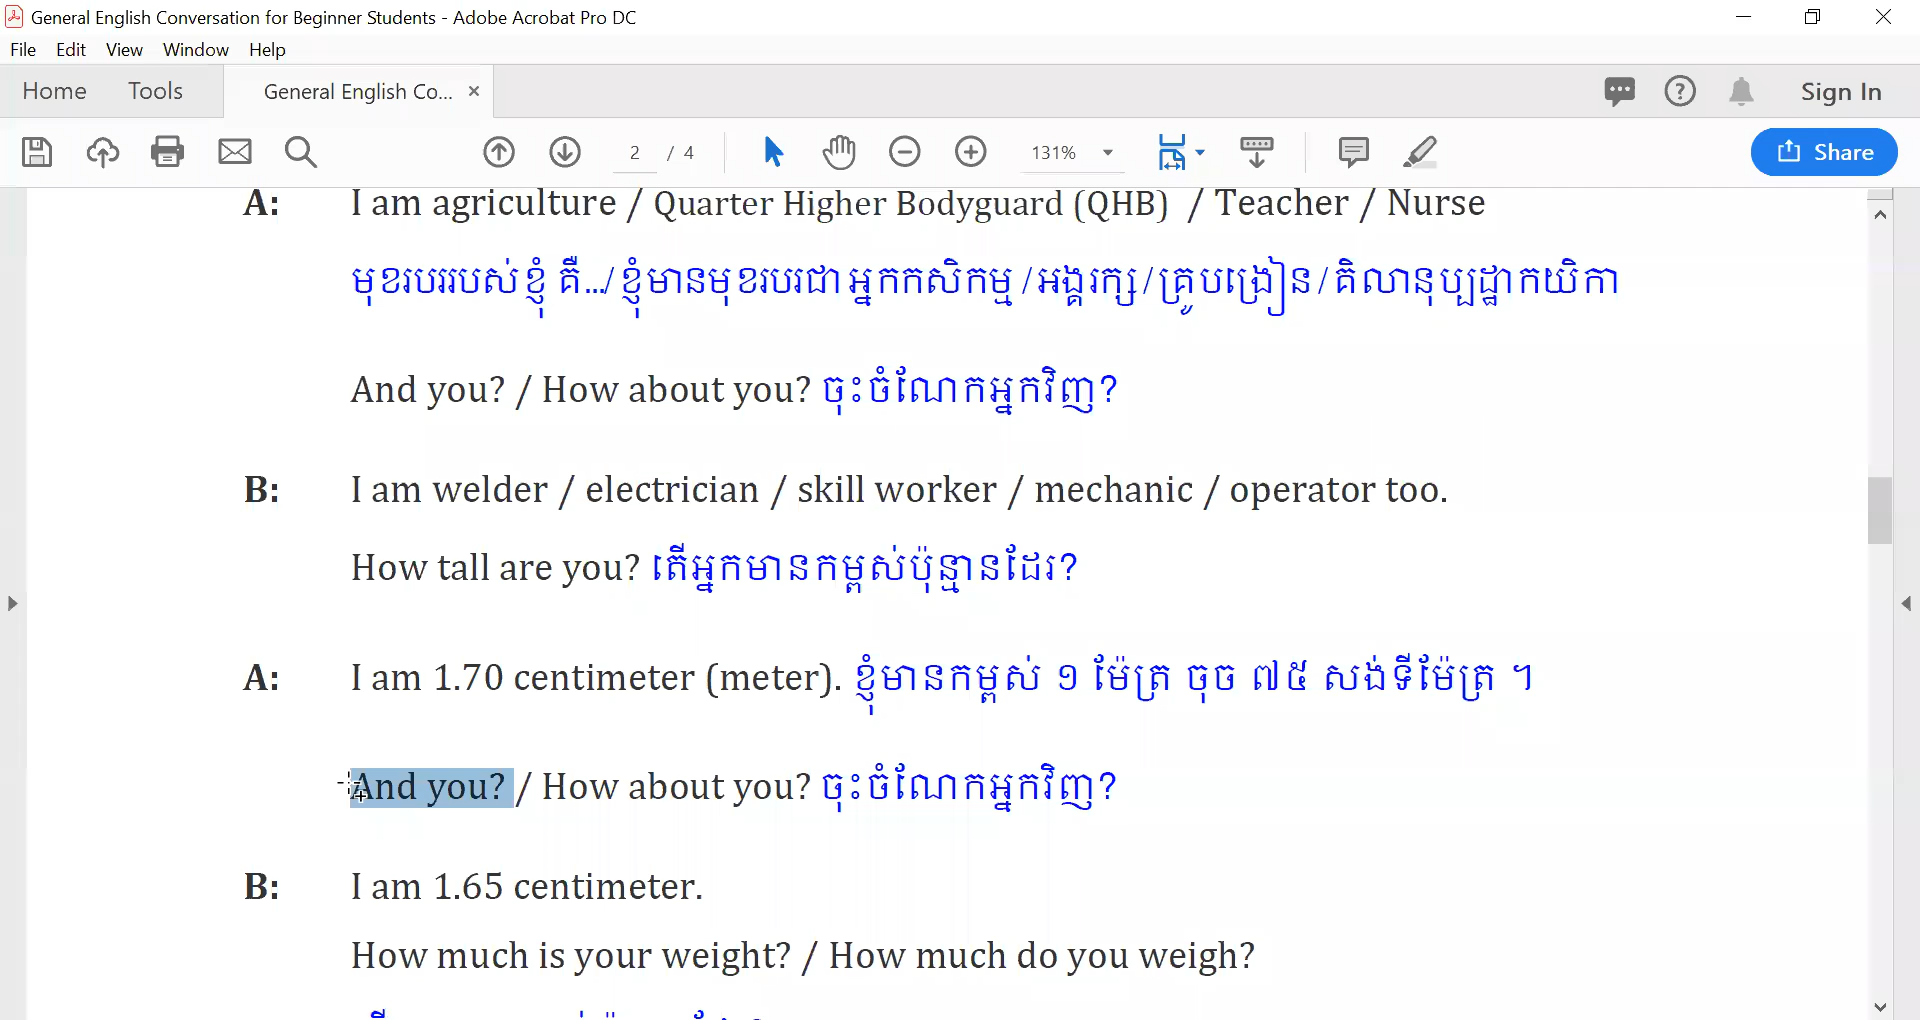 General English Conversation for Beginner Students - Adobe Acrobat Pro DC
File Edit View Window Help
Home Tools General English Co... × Sign In
2 / 4 131% Share
A: I am agriculture / Quarter Higher Bodyguard (QHB) / Teacher / Nurse
មុខរបររបស់ខ្ញុំ គឺ.../ខ្ញុំមានមុខរបរជាអ្នកកសិកម្ម/អង្គរក្ស/គ្រូបង្រៀន/គិលានុប្បដ្ឋាកយិកា
And you? / How about you? ចុះចំណែកអ្នកវិញ?
B: I am welder / electrician / skill worker / mechanic / operator too.
How tall are you? តើអ្នកមានកម្ពស់ប៉ុន្មានដែរ?
A: I am 1.70 centimeter (meter). ខ្ញុំមានកម្ពស់ ១ ម៉ែត្រ ចុច ៧៥ សង់ទីម៉ែត្រ ។
And you? / How about you? ចុះចំណែកអ្នកវិញ?
B: I am 1.65 centimeter.
How much is your weight? / How much do you weigh?